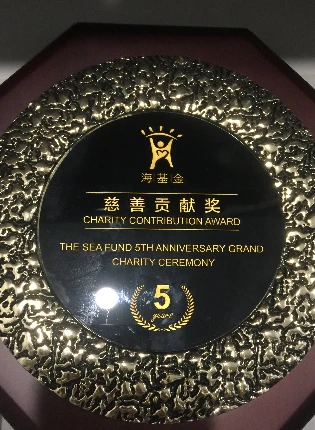 海基金
慈善贡献奖
CHARITY CONTRIBUTION AWARD
THE SEA FUND 5TH ANNIVERSARY GRAND
CHARITY CEREMONY
5
years